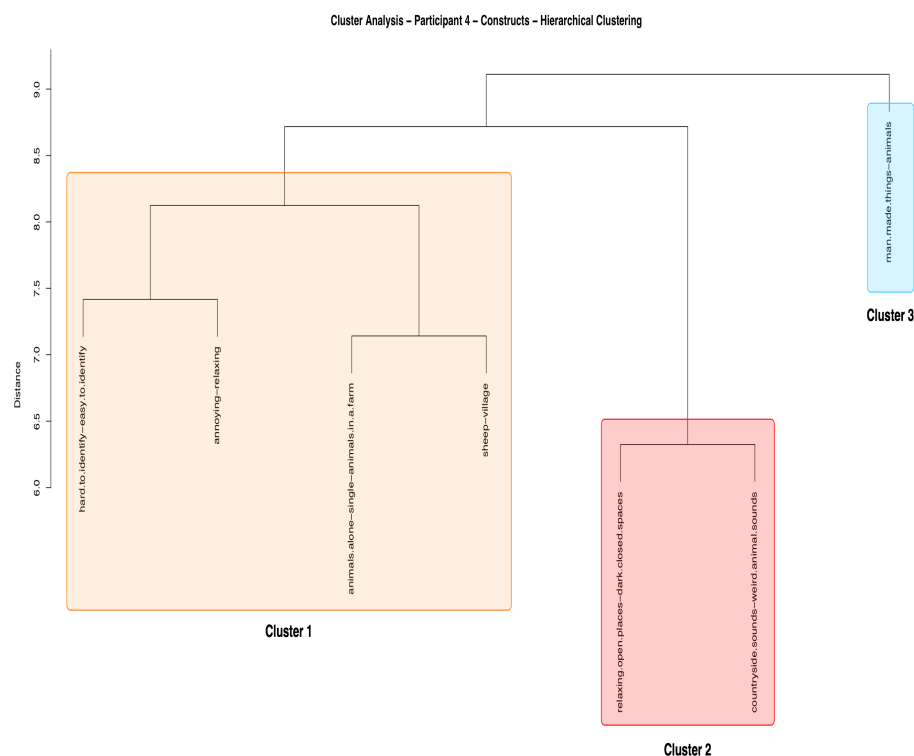 Cluster Analysis – Participant 4 – Constructs – Hierarchical Clustering
Distance
9.0
8.5
8.0
7.5
7.0
6.5
6.0
hard.to.identify–easy.to.identify
annoying–relaxing
animals.alone–single–animals.in.a.farm
sheep–village
relaxing.open.places–dark.closed.spaces
countryside.sounds–weird.animal.sounds
man.made.things–animals
Cluster 1
Cluster 2
Cluster 3